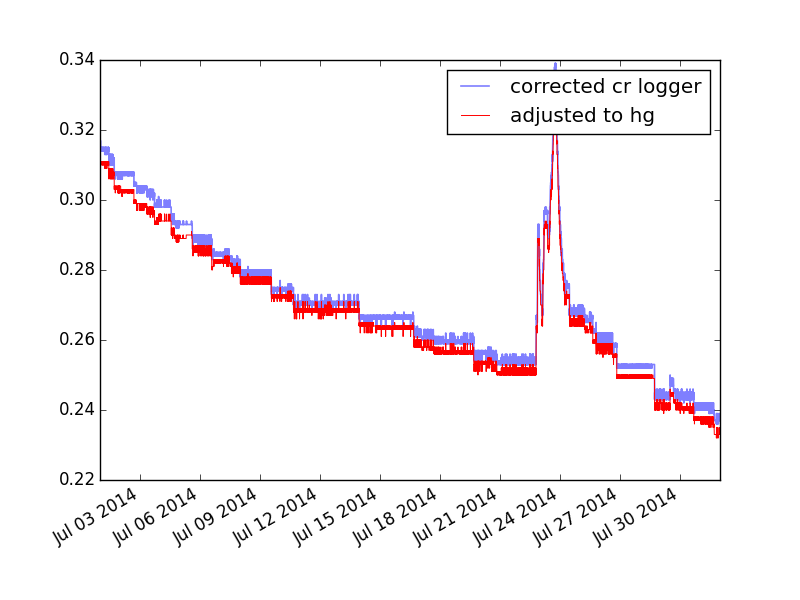 0.34
0.32
0.30
0.28
0.26
0.24
0.22
corrected cr logger
adjusted to hg
Jul 03 2014
Jul 06 2014
Jul 09 2014
Jul 12 2014
Jul 15 2014
Jul 18 2014
Jul 21 2014
Jul 24 2014
Jul 27 2014
Jul 30 2014